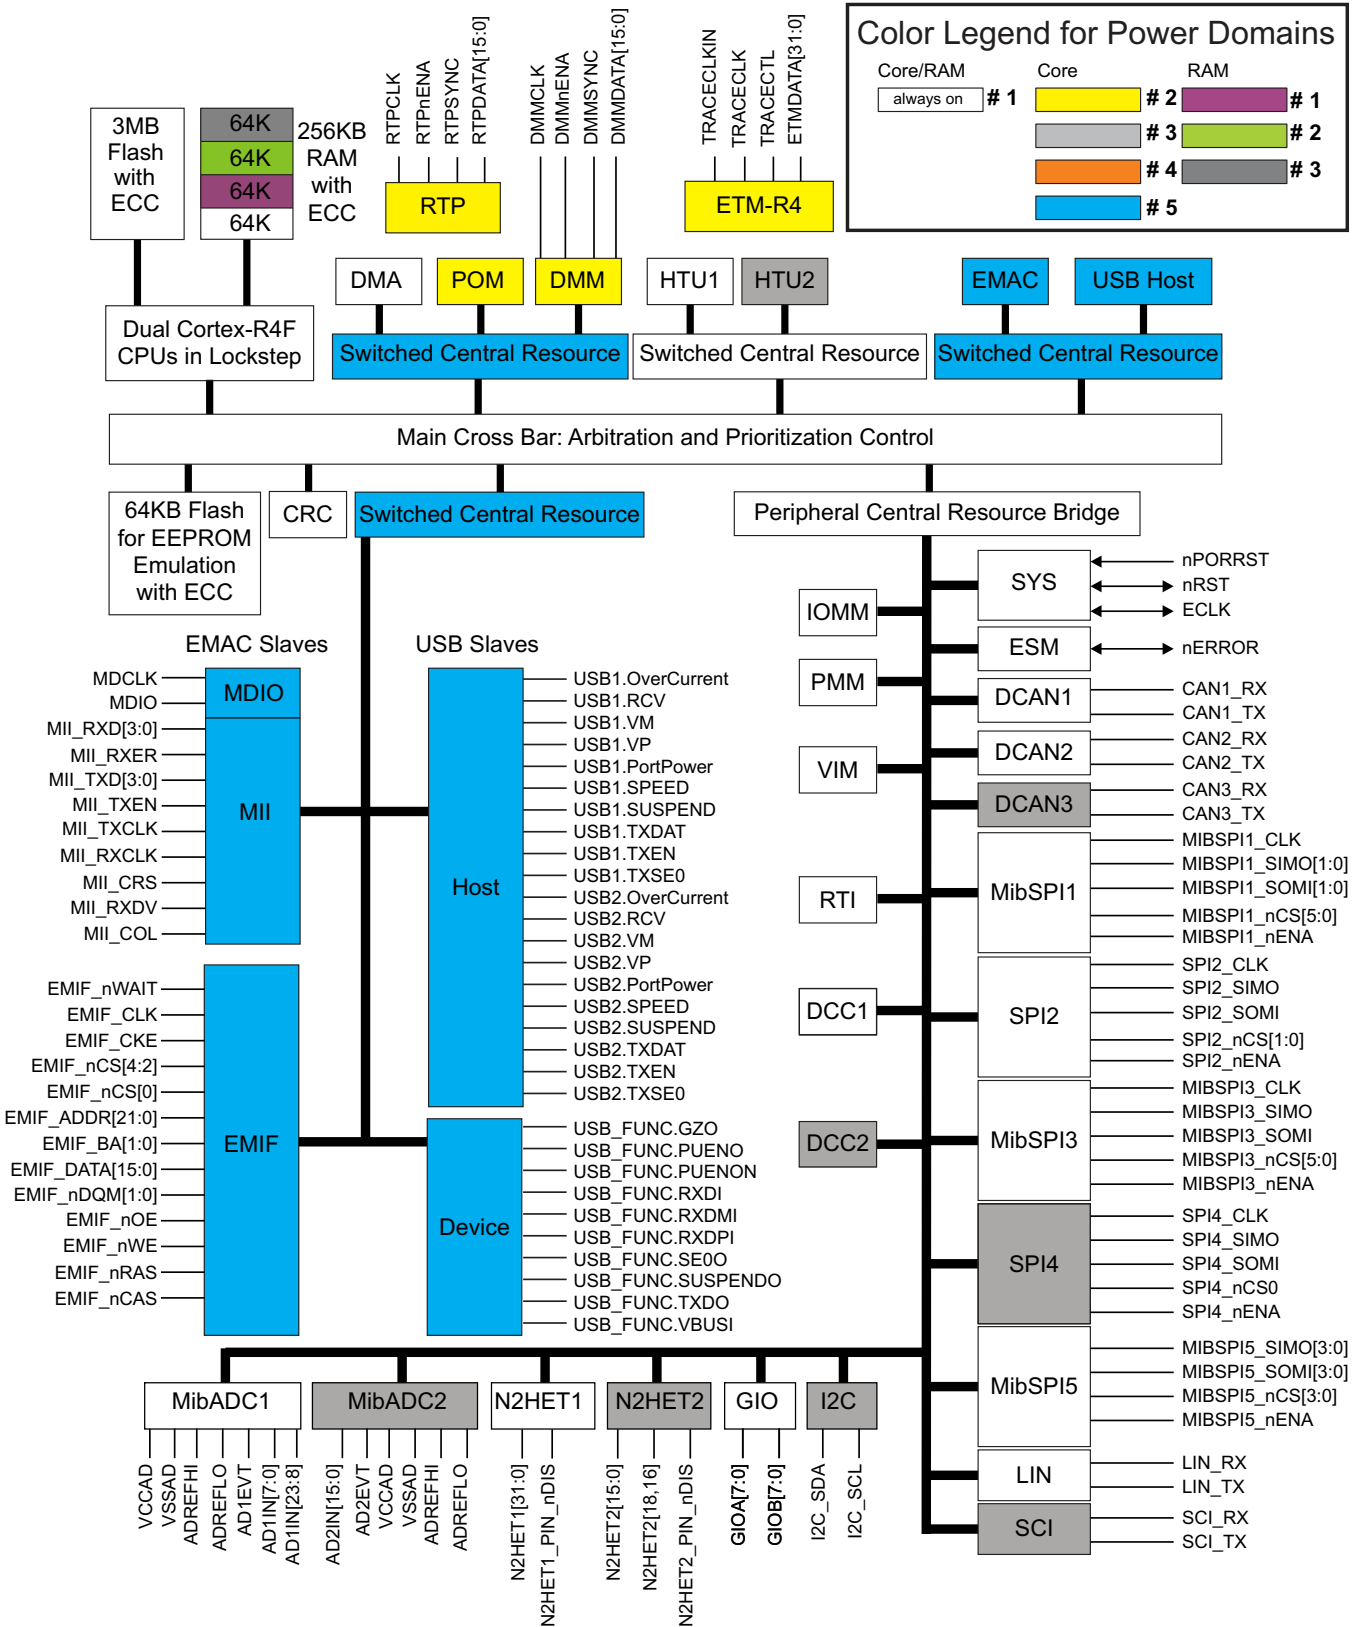 Color Legend for Power Domains
Core/RAM
Core
RAM
always on
# 1
# 2
# 1
# 3
# 2
# 4
# 3
# 5
3MB
Flash
with
ECC
64K
64K
64K
64K
256KB
RAM
with
ECC
RTPCLK
RTPnENA
RTPSYNC
RTPDATA[15:0]
RTP
DMMCLK
DMMnENA
DMMSYNC
DMMDATA[15:0]
TRACECLKIN
TRACECLK
TRACECTL
ETMDATA[31:0]
ETM-R4
DMA
POM
DMM
HTU1
HTU2
EMAC
USB Host
Dual Cortex-R4F
CPUs in Lockstep
Switched Central Resource
Switched Central Resource
Switched Central Resource
Main Cross Bar: Arbitration and Prioritization Control
64KB Flash
for EEPROM
Emulation
with ECC
CRC
Switched Central Resource
Peripheral Central Resource Bridge
EMAC Slaves
USB Slaves
MDCLK
MDIO
MII_RXD[3:0]
MII_RXER
MII_TXD[3:0]
MII_TXEN
MII_TXCLK
MII_RXCLK
MII_CRS
MII_RXDV
MII_COL
MDIO
MII
EMIF_nWAIT
EMIF_CLK
EMIF_CKE
EMIF_nCS[4:2]
EMIF_nCS[0]
EMIF_ADDR[21:0]
EMIF_BA[1:0]
EMIF_DATA[15:0]
EMIF_nDQM[1:0]
EMIF_nOE
EMIF_nWE
EMIF_nRAS
EMIF_nCAS
EMIF
Host
USB1.OverCurrent
USB1.RCV
USB1.VM
USB1.VP
USB1.PortPower
USB1.SPEED
USB1.SUSPEND
USB1.TXDAT
USB1.TXEN
USB1.TXSE0
USB2.OverCurrent
USB2.RCV
USB2.VM
USB2.VP
USB2.PortPower
USB2.SPEED
USB2.SUSPEND
USB2.TXDAT
USB2.TXEN
USB2.TXSE0
Device
USB_FUNC.GZO
USB_FUNC.PUENO
USB_FUNC.PUENON
USB_FUNC.RXDI
USB_FUNC.RXDMI
USB_FUNC.RXDPI
USB_FUNC.SE0O
USB_FUNC.SUSPENDO
USB_FUNC.TXDO
USB_FUNC.VBUSI
IOMM
PMM
VIM
RTI
DCC1
DCC2
SYS
nPORRST
nRST
ECLK
ESM
nERROR
DCAN1
CAN1_RX
CAN1_TX
DCAN2
CAN2_RX
CAN2_TX
DCAN3
CAN3_RX
CAN3_TX
MibSPI1
MIBSPI1_CLK
MIBSPI1_SIMO[1:0]
MIBSPI1_SOMI[1:0]
MIBSPI1_nCS[5:0]
MIBSPI1_nENA
SPI2
SPI2_CLK
SPI2_SIMO
SPI2_SOMI
SPI2_nCS[1:0]
SPI2_nENA
MibSPI3
MIBSPI3_CLK
MIBSPI3_SIMO
MIBSPI3_SOMI
MIBSPI3_nCS[5:0]
MIBSPI3_nENA
SPI4
SPI4_CLK
SPI4_SIMO
SPI4_SOMI
SPI4_nCS0
SPI4_nENA
MibSPI5
MIBSPI5_SIMO[3:0]
MIBSPI5_SOMI[3:0]
MIBSPI5_nCS[3:0]
MIBSPI5_nENA
LIN
LIN_RX
LIN_TX
SCI
SCI_RX
SCI_TX
MibADC1
MibADC2
N2HET1
N2HET2
GIO
I2C
VCCAD
VSSAD
ADREFHI
ADREFLO
AD1EVT
AD1IN[7:0]
AD1IN[23:8]
AD2IN[15:0]
AD2EVT
VCCAD
VSSAD
ADREFHI
ADREFLO
N2HET1[31:0]
N2HET1_PIN_nDIS
N2HET2[15:0]
N2HET2[18,16]
N2HET2_PIN_nDIS
GIOA[7:0]
GIOB[7:0]
I2C_SDA
I2C_SCL